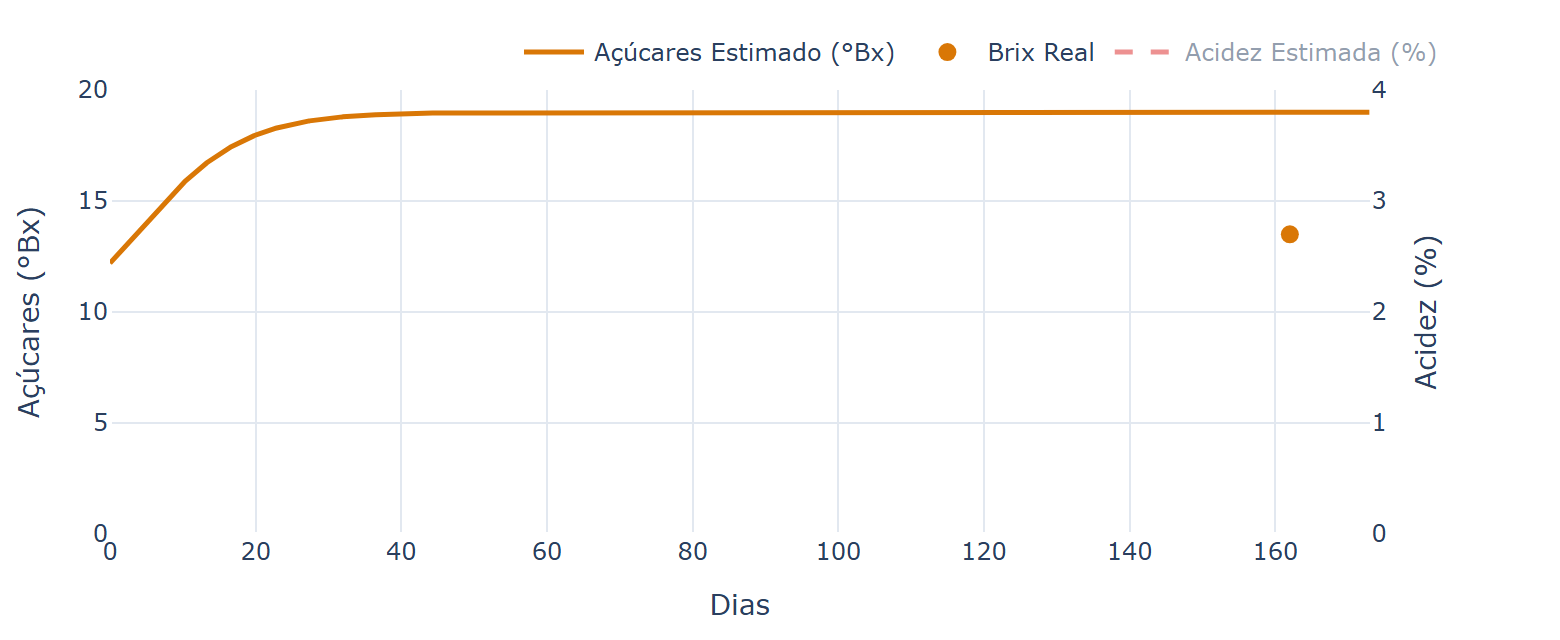 Açúcares Estimado (°Bx) Brix Real Acidez Estimada (%)
20 4
15 3
10 2
5 1
0 0
Açúcares (°Bx)
Acidez (%)
0 20 40 60 80 100 120 140 160
Dias